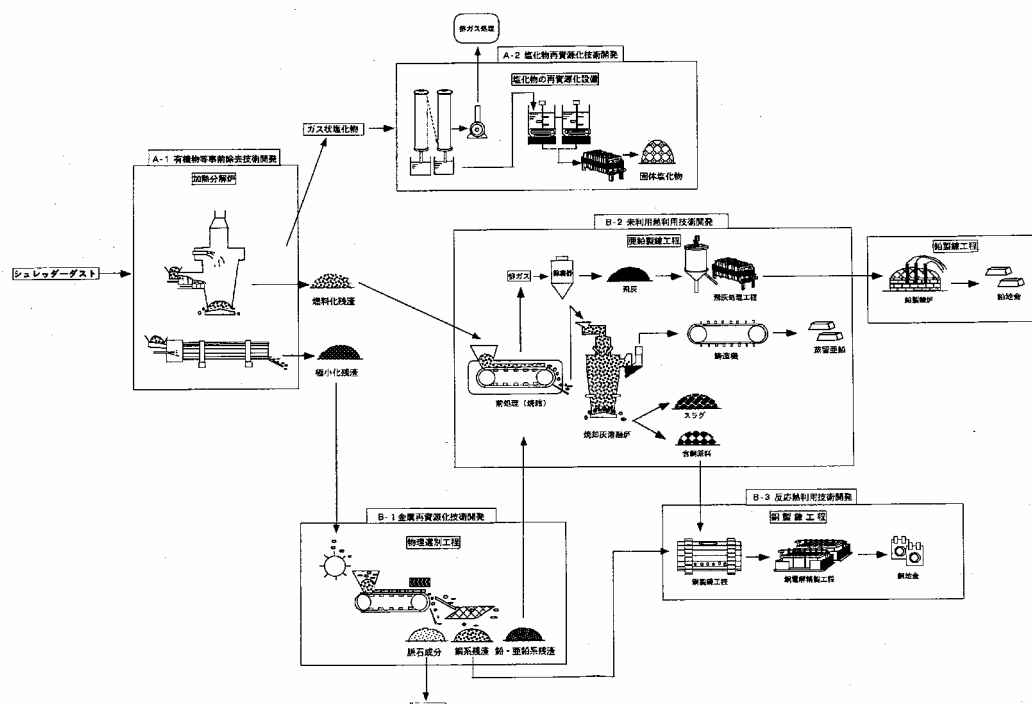 排ガス処理
A-2 塩化物再資源化技術開発
塩化物の再資源化設備
ガス状塩化物
固体塩化物
A-1 有機物等事前除去技術開発
加熱分解炉
シュレッダーダスト
燃料化残渣
極小化残渣
B-2 未利用熱利用技術開発
亜鉛製錬工程
排ガス
除塵器
飛灰
飛灰処理工程
鋳造機
蒸留亜鉛
前処理（焼結）
焼却灰溶融炉
スラグ
含銅原料
鉛製錬工程
鉛製錬炉
鉛地金
B-1 金属再資源化技術開発
物理選別工程
脈石成分
銅系残渣
鉛・亜鉛系残渣
B-3 反応熱利用技術開発
銅製錬工程
銅製錬工程
銅電解精製工程
銅地金